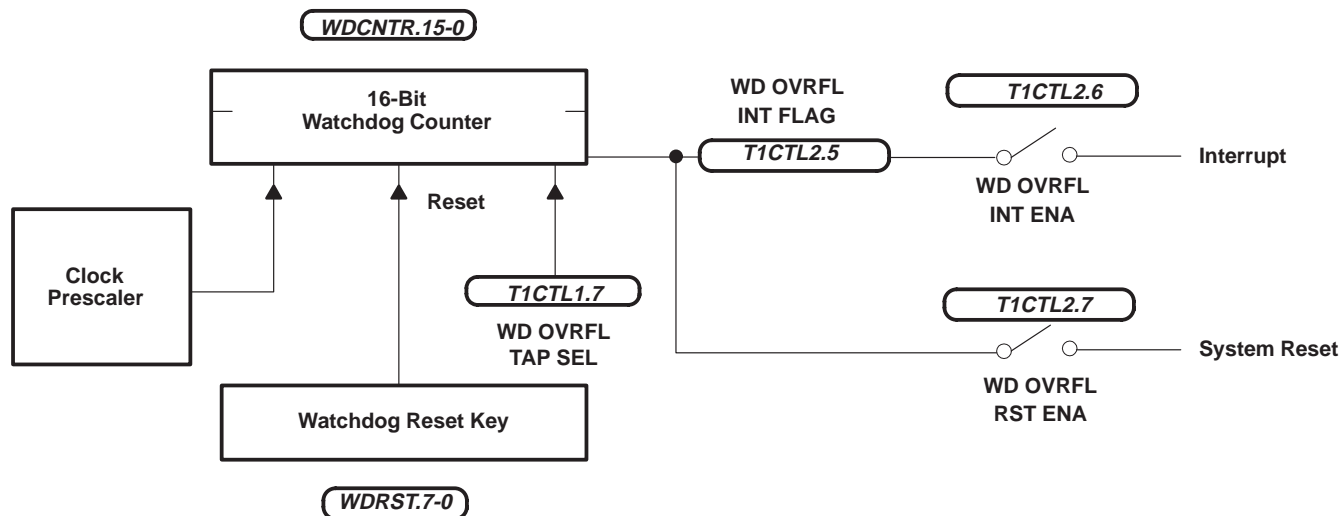 WDCNTR.15-0
16-Bit
Watchdog Counter
WD OVRFL
INT FLAG
T1CTL2.5
T1CTL2.6
WD OVRFL
INT ENA
Interrupt
Reset
Clock
Prescaler
T1CTL1.7
WD OVRFL
TAP SEL
T1CTL2.7
WD OVRFL
RST ENA
System Reset
Watchdog Reset Key
WDRST.7-0